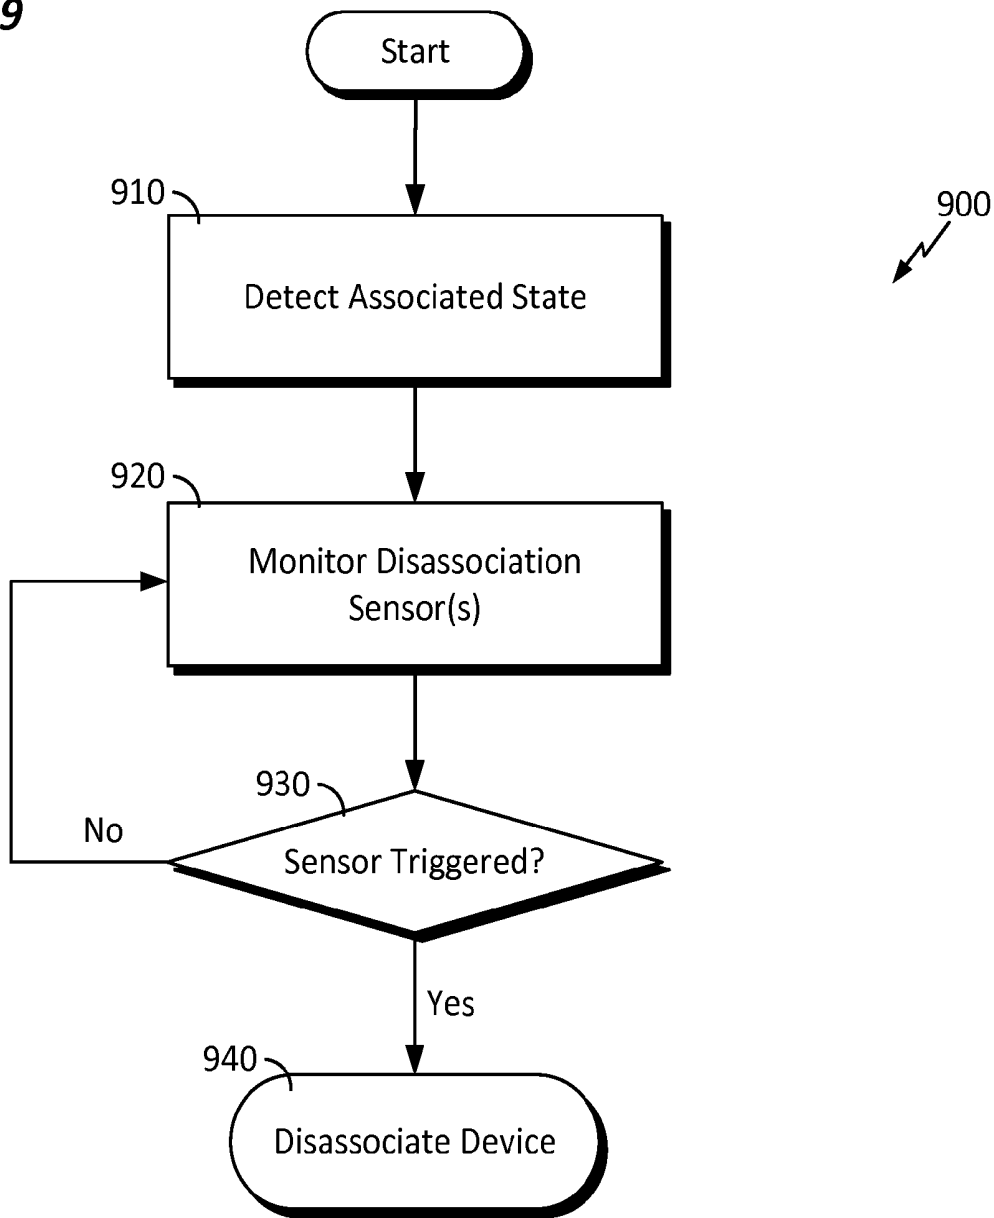 9
Start
910
900
Detect Associated State
920
Monitor Disassociation
Sensor(s)
930
No
Sensor Triggered?
Yes
940
Disassociate Device